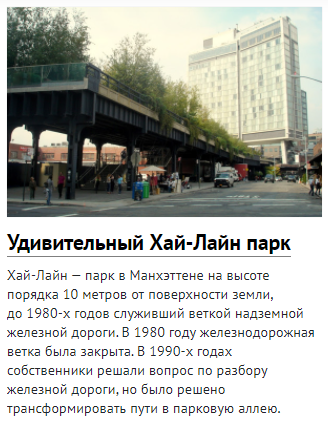 Удивительный Хай-Лайн парк
Хай-Лайн — парк в Манхэттене на высоте
порядка 10 метров от поверхности земли,
до 1980-х годов служивший веткой надземной
железной дороги. В 1980 году железнодорожная
ветка была закрыта. В 1990-х годах
собственники решали вопрос по разбору
железной дороги, но было решено
трансформировать пути в парковую аллею.